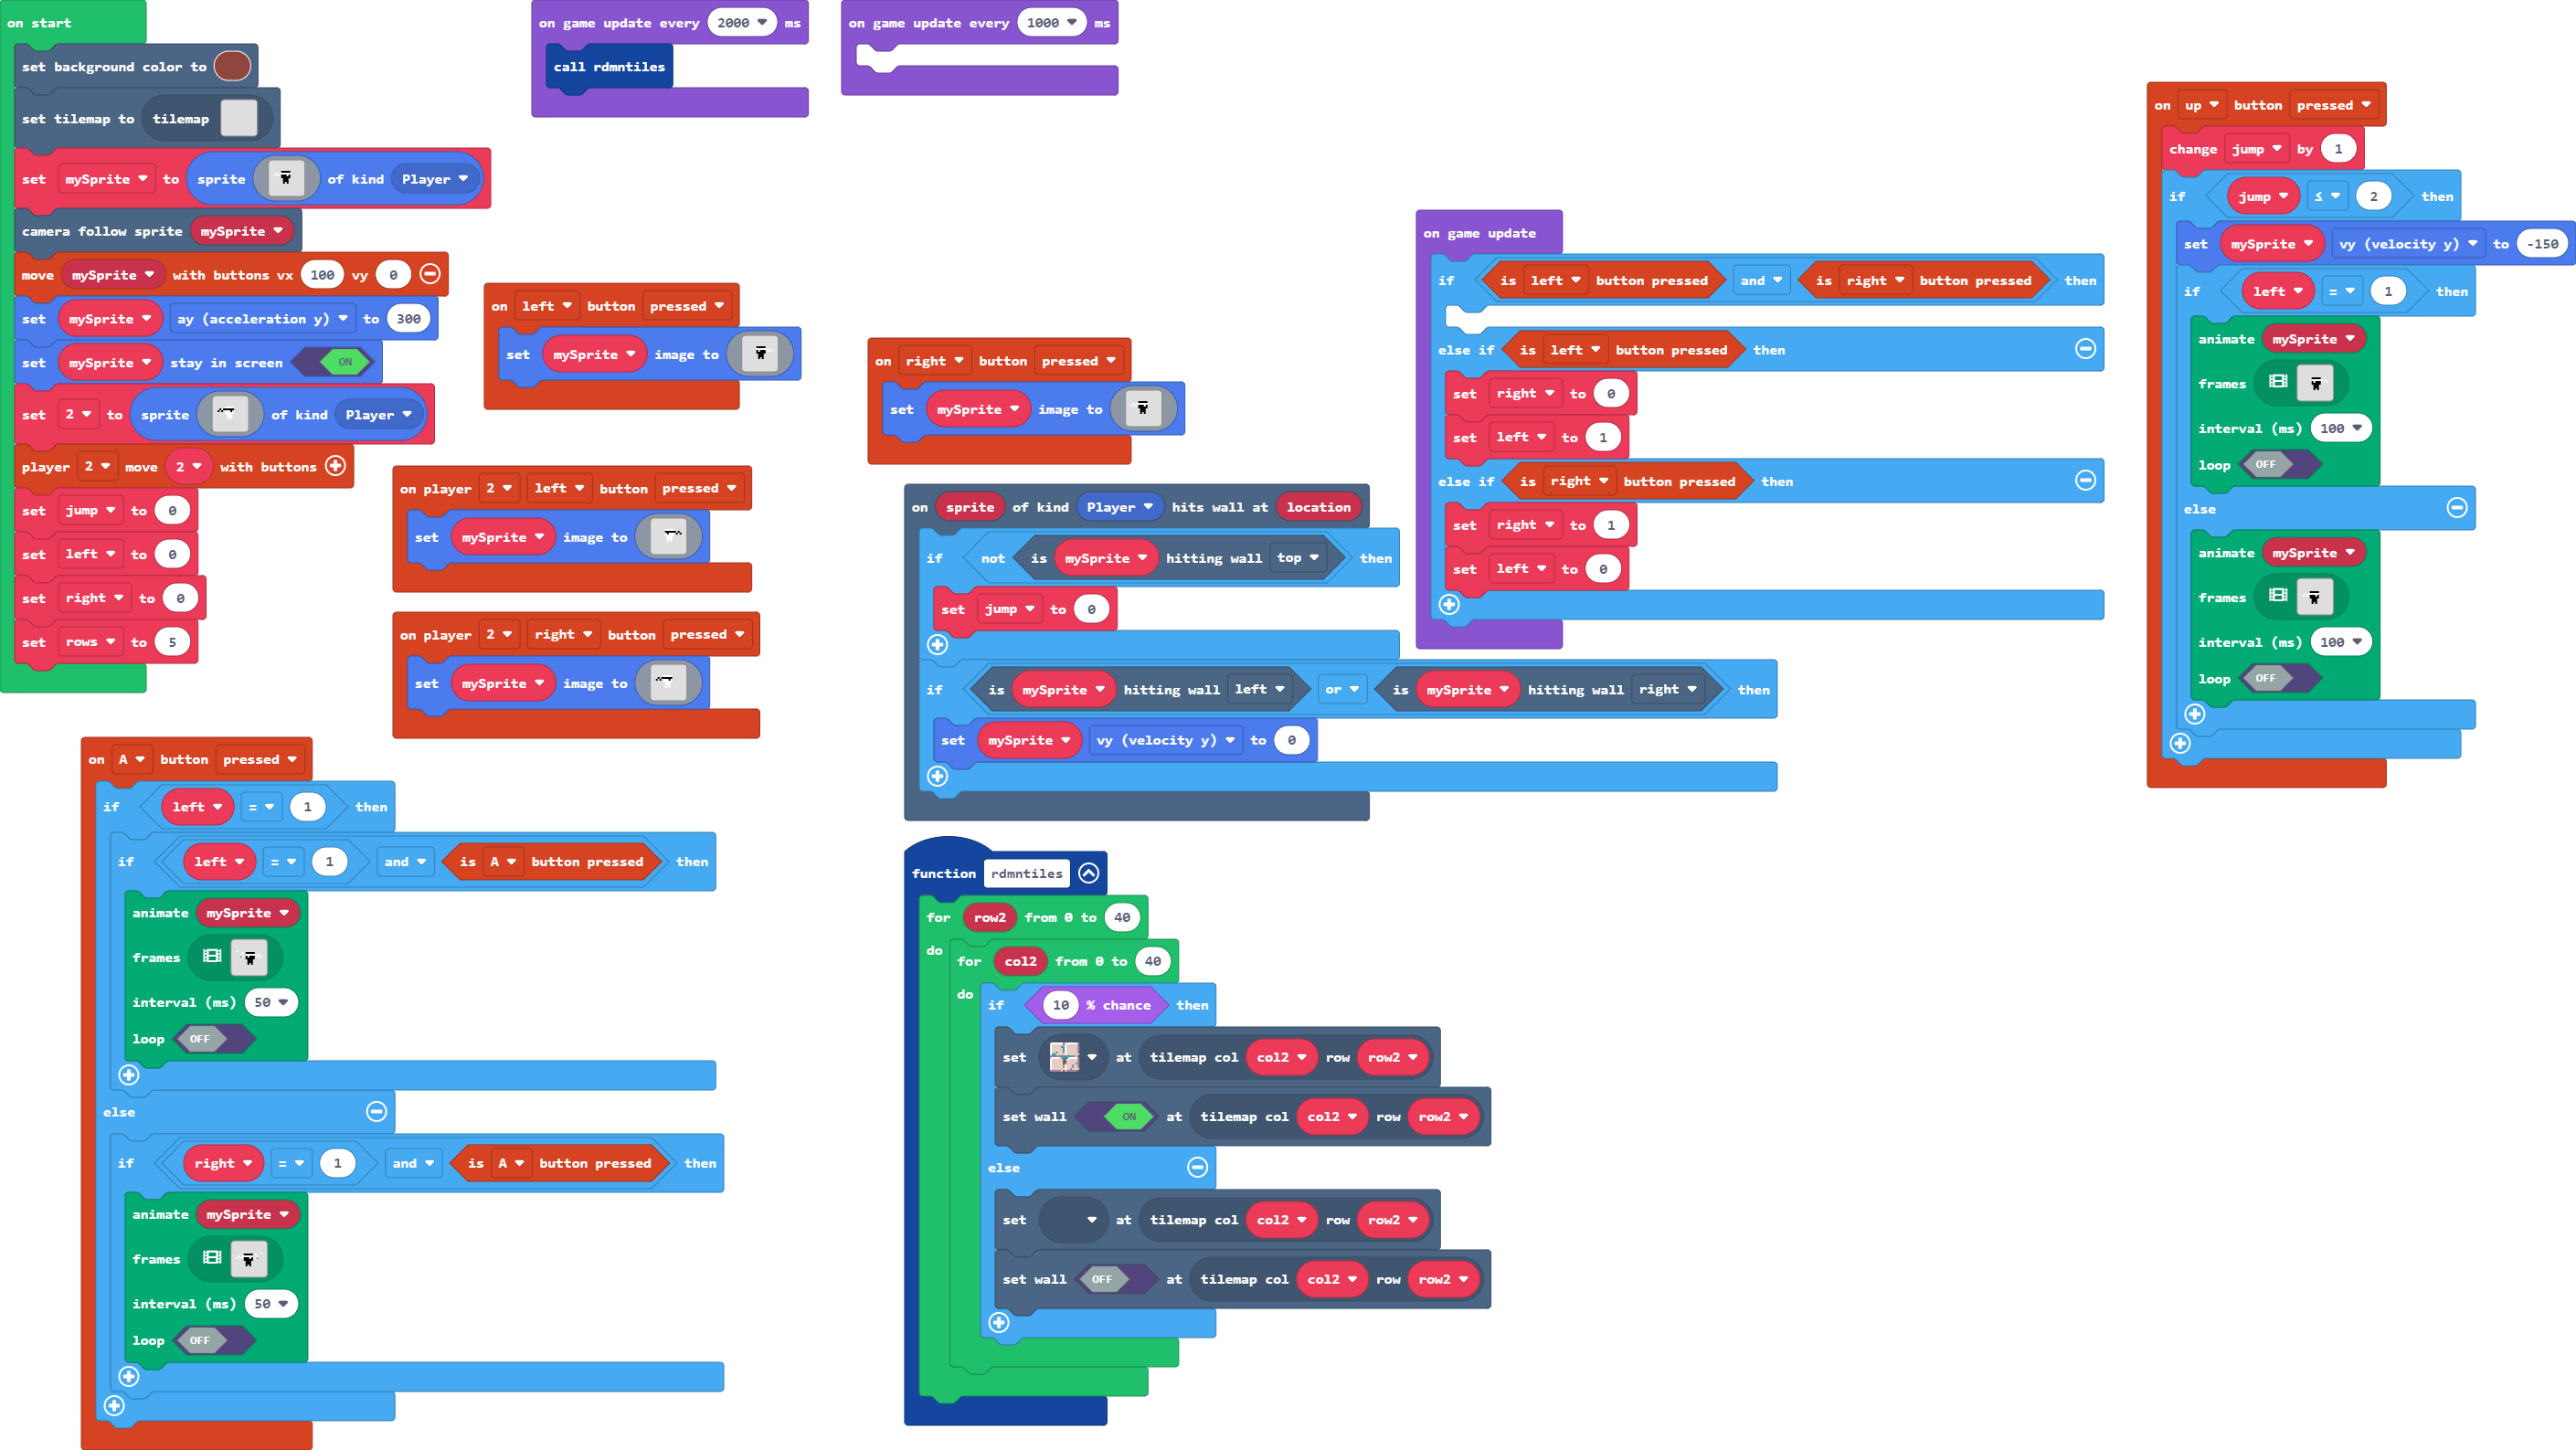 on start
set background color to
set tilemap to tilemap
set mySprite to sprite of kind Player
camera follow sprite mySprite
move mySprite with buttons vx 100 vy 0
set mySprite ay (acceleration y) to 300
set mySprite stay in screen ON
set 2 to sprite of kind Player
player 2 move 2 with buttons
set jump to 0
set left to 0
set right to 0
set rows to 5
on game update every 2000 ms
call rdmntiles
on game update every 1000 ms
on left button pressed
set mySprite image to
on right button pressed
set mySprite image to
on player 2 left button pressed
set mySprite image to
on player 2 right button pressed
set mySprite image to
on A button pressed
if left = 1 then
if left = 1 and is A button pressed then
animate mySprite
frames
interval (ms) 50
loop OFF
else
if right = 1 and is A button pressed then
animate mySprite
frames
interval (ms) 50
loop OFF
on sprite of kind Player hits wall at location
if not is mySprite hitting wall top then
set jump to 0
if is mySprite hitting wall left or is mySprite hitting wall right then
set mySprite vy (velocity y) to 0
function rdmntiles
for row2 from 0 to 40
do
for col2 from 0 to 40
do
if 10 % chance then
set at tilemap col col2 row row2
set wall ON at tilemap col col2 row row2
else
set at tilemap col col2 row row2
set wall OFF at tilemap col col2 row row2
on game update
if is left button pressed and is right button pressed then
else if is left button pressed then
set right to 0
set left to 1
else if is right button pressed then
set right to 1
set left to 0
on up button pressed
change jump by 1
if jump ≤ 2 then
set mySprite vy (velocity y) to -150
if left = 1 then
animate mySprite
frames
interval (ms) 100
loop OFF
else
animate mySprite
frames
interval (ms) 100
loop OFF